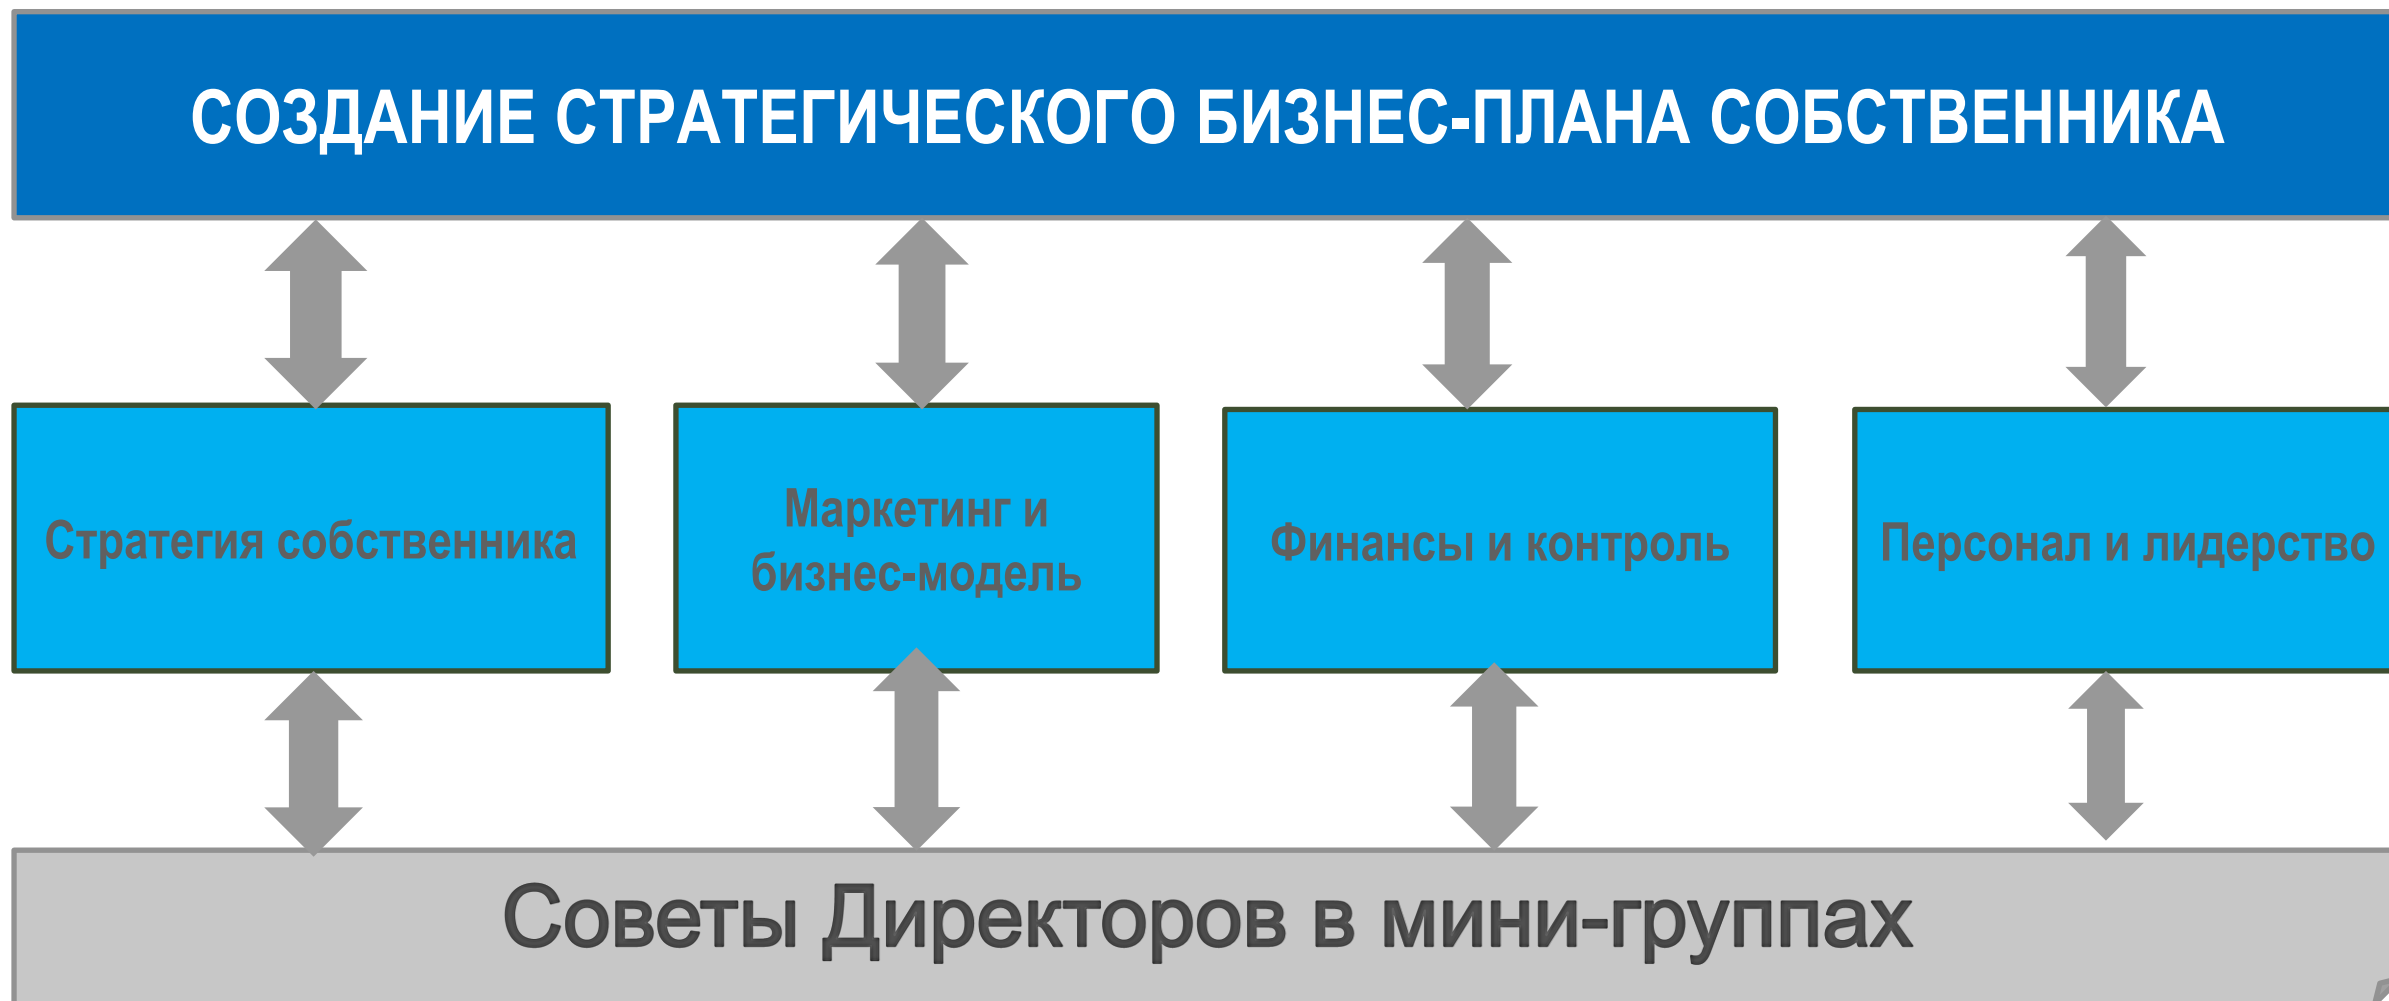 СОЗДАНИЕ СТРАТЕГИЧЕСКОГО БИЗНЕС-ПЛАНА СОБСТВЕННИКА
Стратегия собственника
Маркетинг и
бизнес-модель
Финансы и контроль
Персонал и лидерство
Советы Директоров в мини-группах